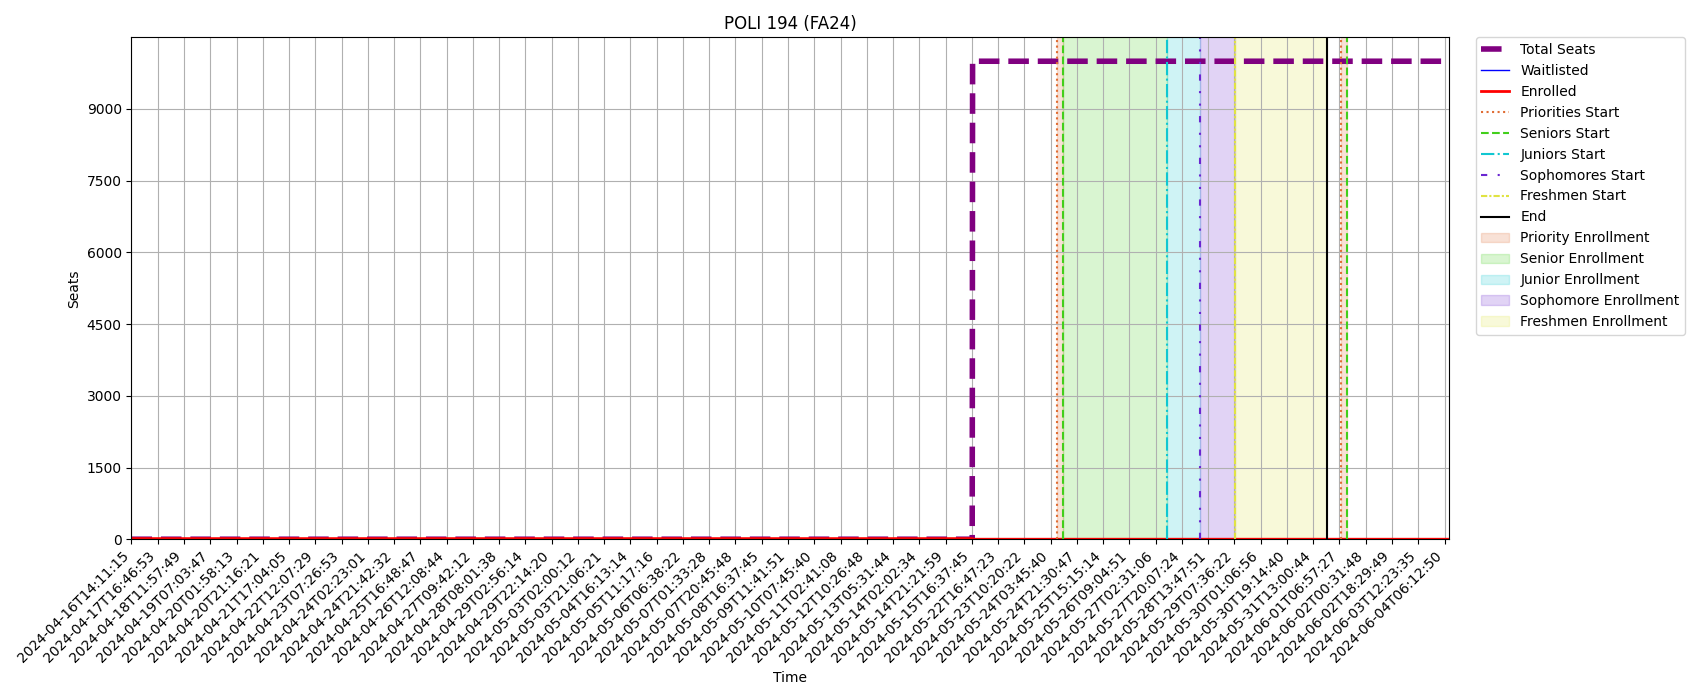 POLI 194 (FA24)
Seats
9000
7500
6000
4500
3000
1500
0
2024-04-16T14:11:15
2024-04-17T16:46:53
2024-04-18T11:57:49
2024-04-19T07:03:47
2024-04-20T01:58:13
2024-04-20T21:16:21
2024-04-21T17:04:05
2024-04-22T12:07:29
2024-04-23T07:26:53
2024-04-24T02:23:01
2024-04-24T21:42:32
2024-04-25T16:48:47
2024-04-26T12:08:44
2024-04-27T09:42:12
2024-04-28T08:01:38
2024-04-29T02:56:14
2024-04-29T22:14:20
2024-05-03T02:00:12
2024-05-03T21:06:21
2024-05-04T16:13:14
2024-05-05T11:17:16
2024-05-06T06:38:22
2024-05-07T01:33:28
2024-05-07T20:45:48
2024-05-08T16:37:45
2024-05-09T11:41:51
2024-05-10T07:45:40
2024-05-11T02:41:08
2024-05-12T10:26:48
2024-05-13T05:31:44
2024-05-14T02:02:34
2024-05-14T21:21:59
2024-05-15T16:37:45
2024-05-22T16:47:23
2024-05-23T10:20:22
2024-05-24T03:45:40
2024-05-24T21:30:47
2024-05-25T15:15:14
2024-05-26T09:04:51
2024-05-27T02:31:06
2024-05-27T20:07:24
2024-05-28T13:47:51
2024-05-29T07:36:22
2024-05-30T01:06:56
2024-05-30T19:14:40
2024-05-31T13:00:44
2024-06-01T06:57:27
2024-06-02T00:31:48
2024-06-02T18:29:49
2024-06-03T12:23:35
2024-06-04T06:12:50
Time
Total Seats
Waitlisted
Enrolled
Priorities Start
Seniors Start
Juniors Start
Sophomores Start
Freshmen Start
End
Priority Enrollment
Senior Enrollment
Junior Enrollment
Sophomore Enrollment
Freshmen Enrollment